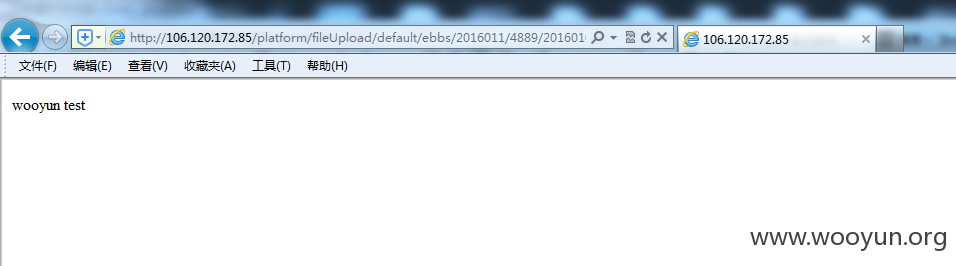 http://106.120.172.85/platform/fileUpload/default/ebbs/2016011/4889/201601
106.120.172.85
文件(F) 编辑(E) 查看(V) 收藏夹(A) 工具(T) 帮助(H)
wooyun test
www.wooyun.org